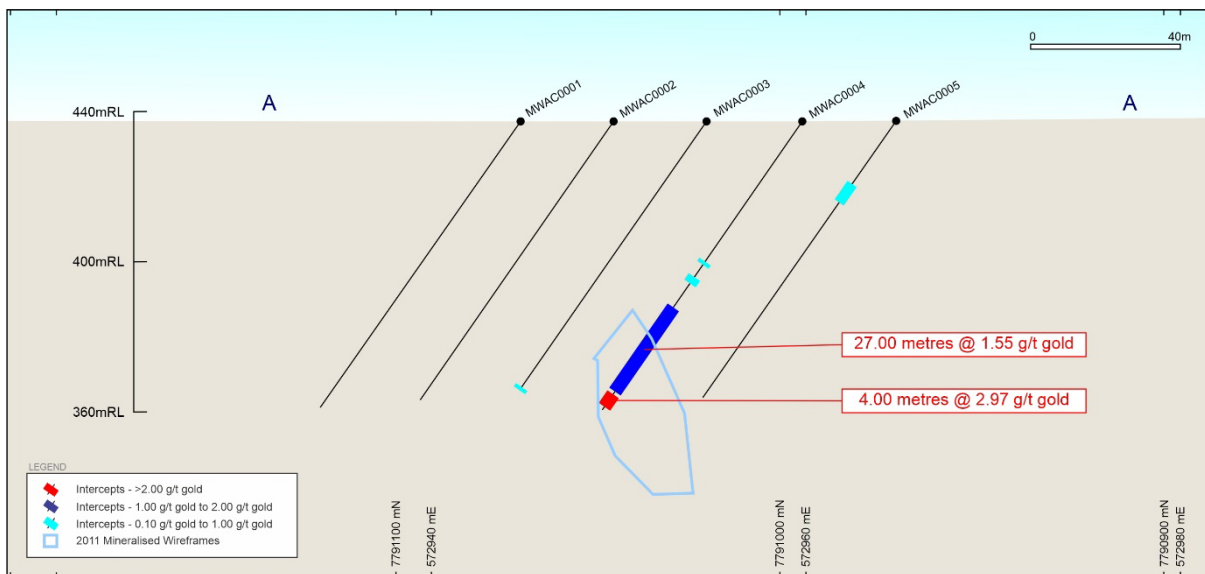 0 40m
MWAC0001
MWAC0002
MWAC0003
MWAC0004
MWAC0005
440mRL
A
A
400mRL
27.00 metres @ 1.55 g/t gold
4.00 metres @ 2.97 g/t gold
360mRL
LEGEND
Intercepts - >2.00 g/t gold
Intercepts - 1.00 g/t gold to 2.00 g/t gold
Intercepts - 0.10 g/t gold to 1.00 g/t gold
2011 Mineralised Wireframes
7791100 mN
572940 mE
7791000 mN
572960 mE
7790900 mN
572980 mE